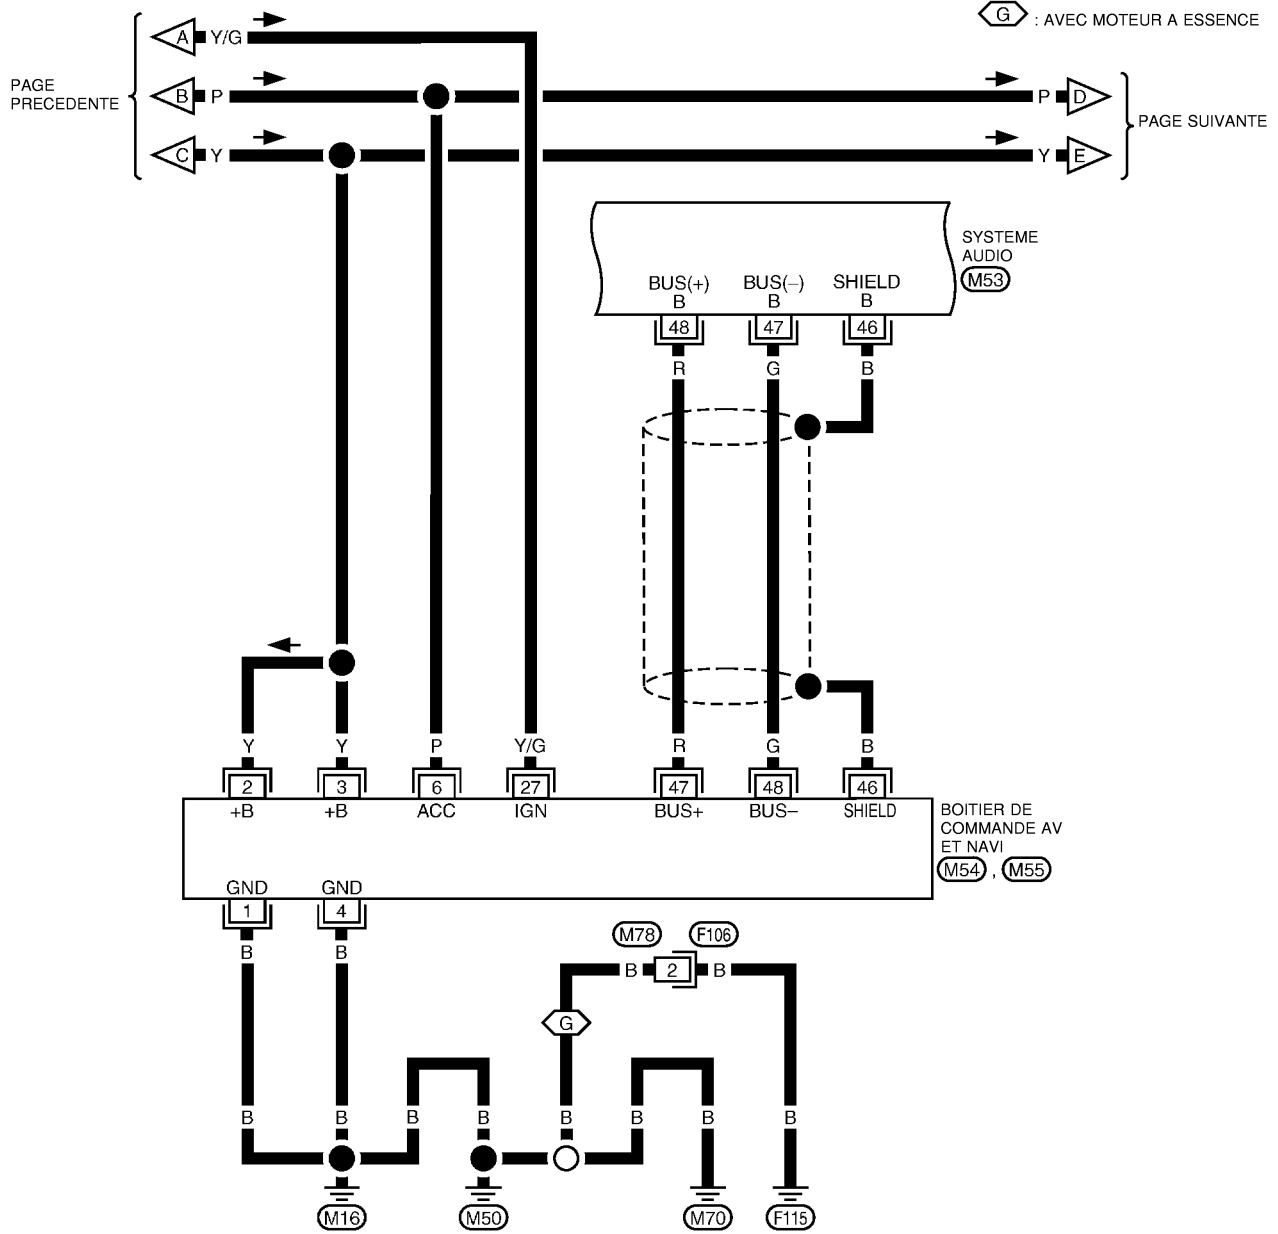 G : AVEC MOTEUR A ESSENCE
A Y/G
PAGE
PRECEDENTE
B P
P D
C Y
Y E
PAGE SUIVANTE
SYSTEME
AUDIO
M53
BUS(+) BUS(–) SHIELD
B B B
48 47 46
R G B
Y Y P Y/G R G B
2 3 6 27 47 48 46
+B +B ACC IGN BUS+ BUS– SHIELD
BOITIER DE
COMMANDE AV
ET NAVI
M54 , M55
GND GND
1 4
B B
M78 F106
B 2 B
G
B B B B B B B B
M16 M50 M70 F115